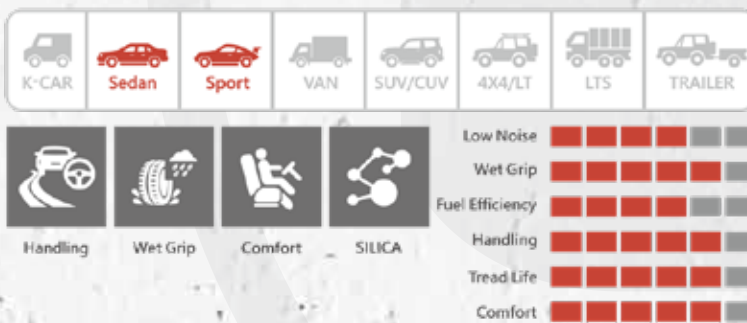 K-CAR
Sedan
Sport
VAN
SUV/CUV
4X4/LT
LTS
TRAILER
Handling
Wet Grip
Comfort
SILICA
Low Noise
Wet Grip
Fuel Efficiency
Handling
Tread Life
Comfort